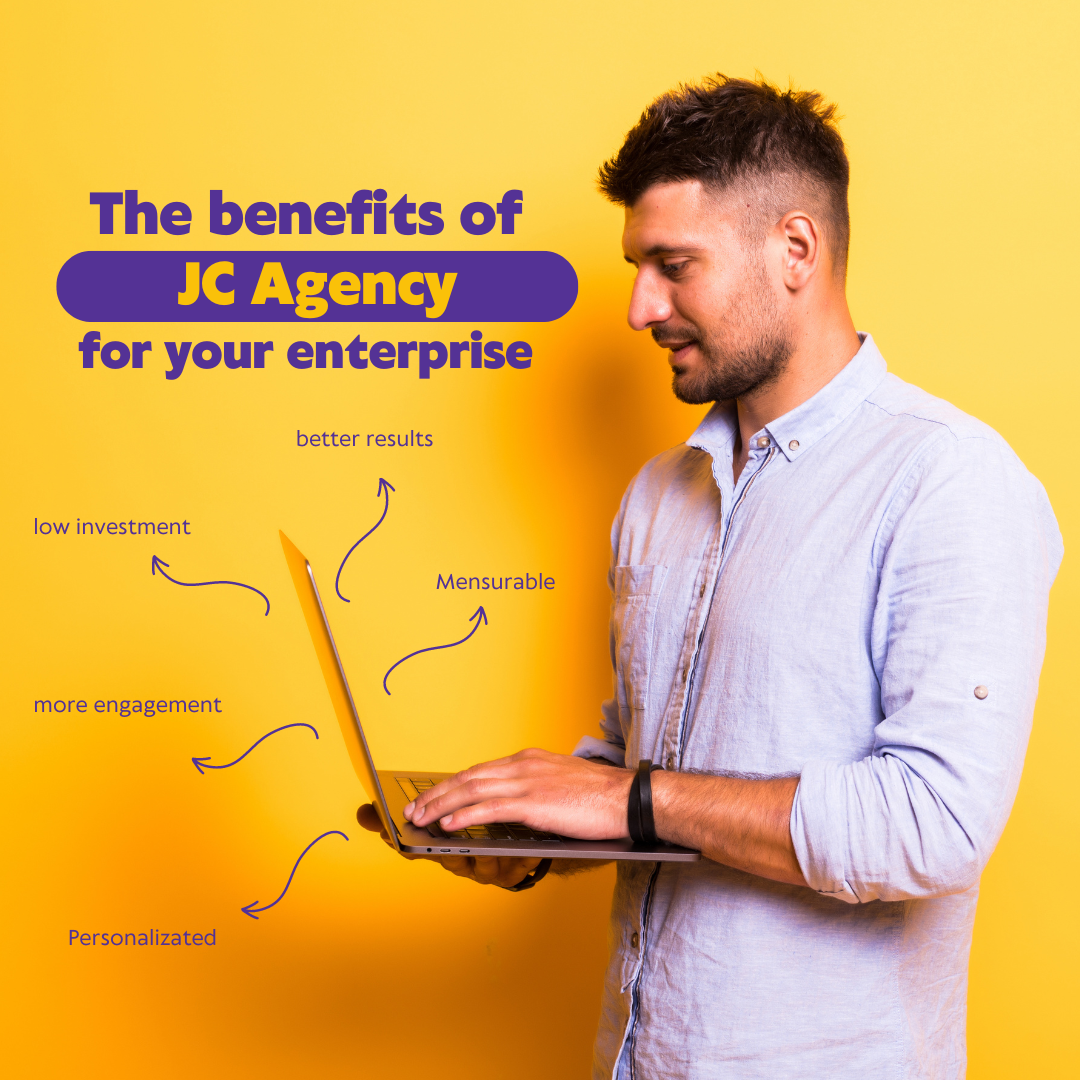 The benefits of
JC Agency
for your enterprise
better results
low investment
Mensurable
more engagement
Personalizated